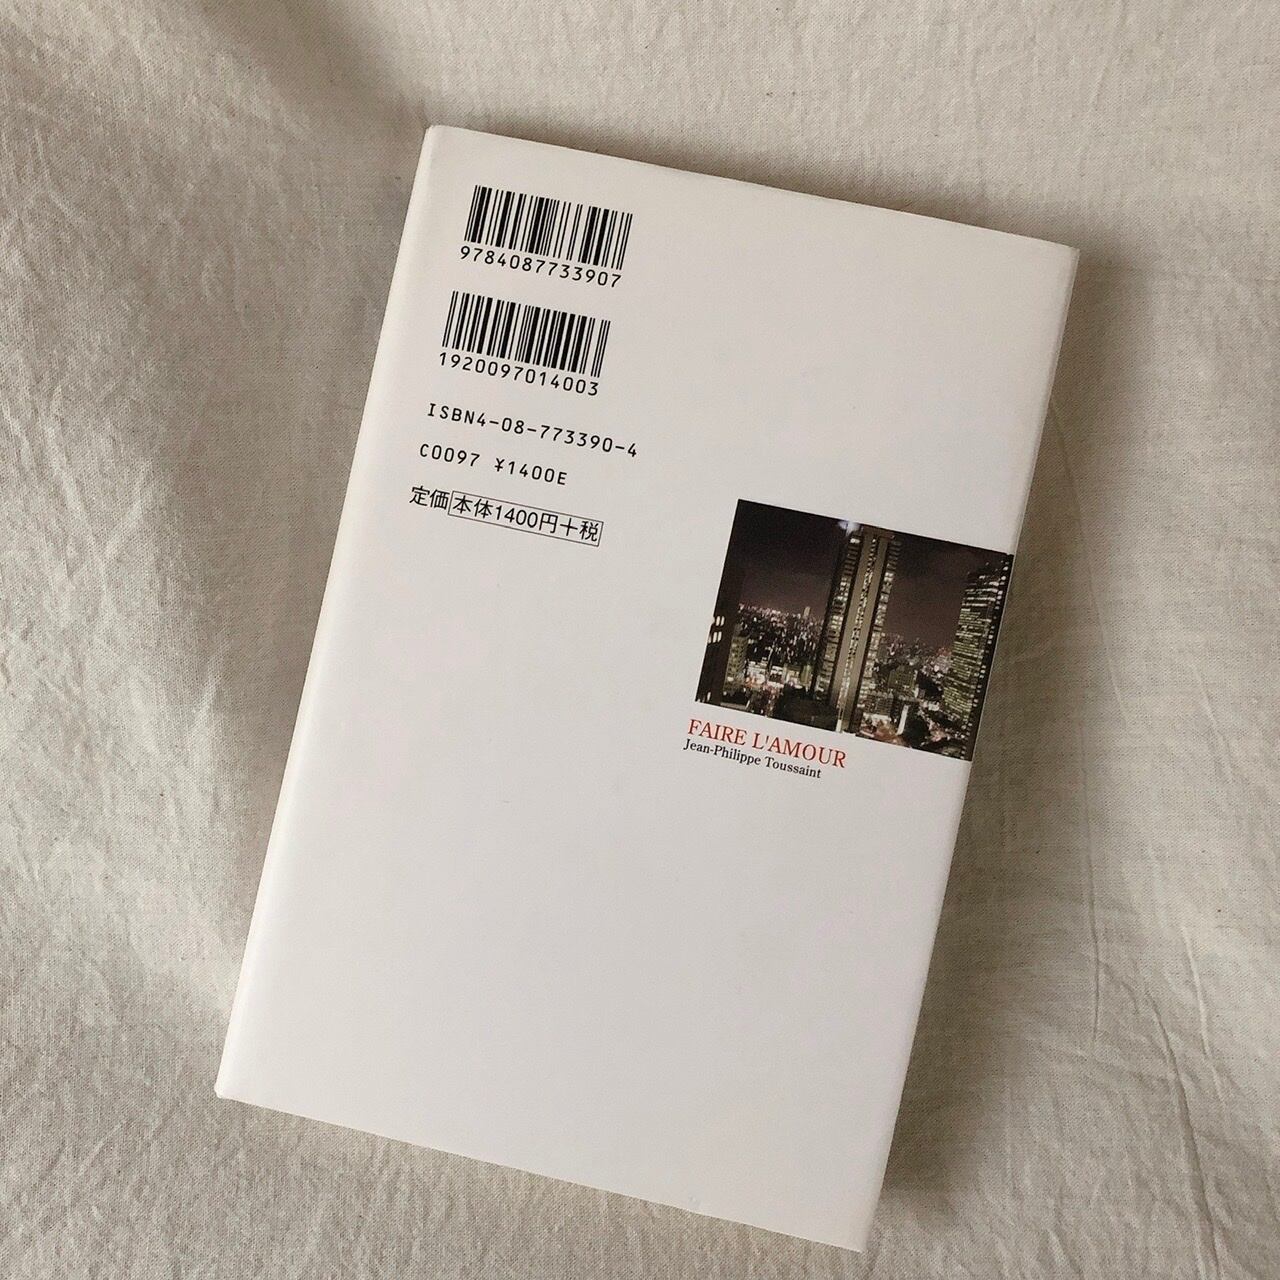 9784087733907
1920097014003
ISBN4-08-773390-4
C0097 ¥1400E
定価本体1400円+税
FAIRE L'AMOUR
Jean-Philippe Toussaint